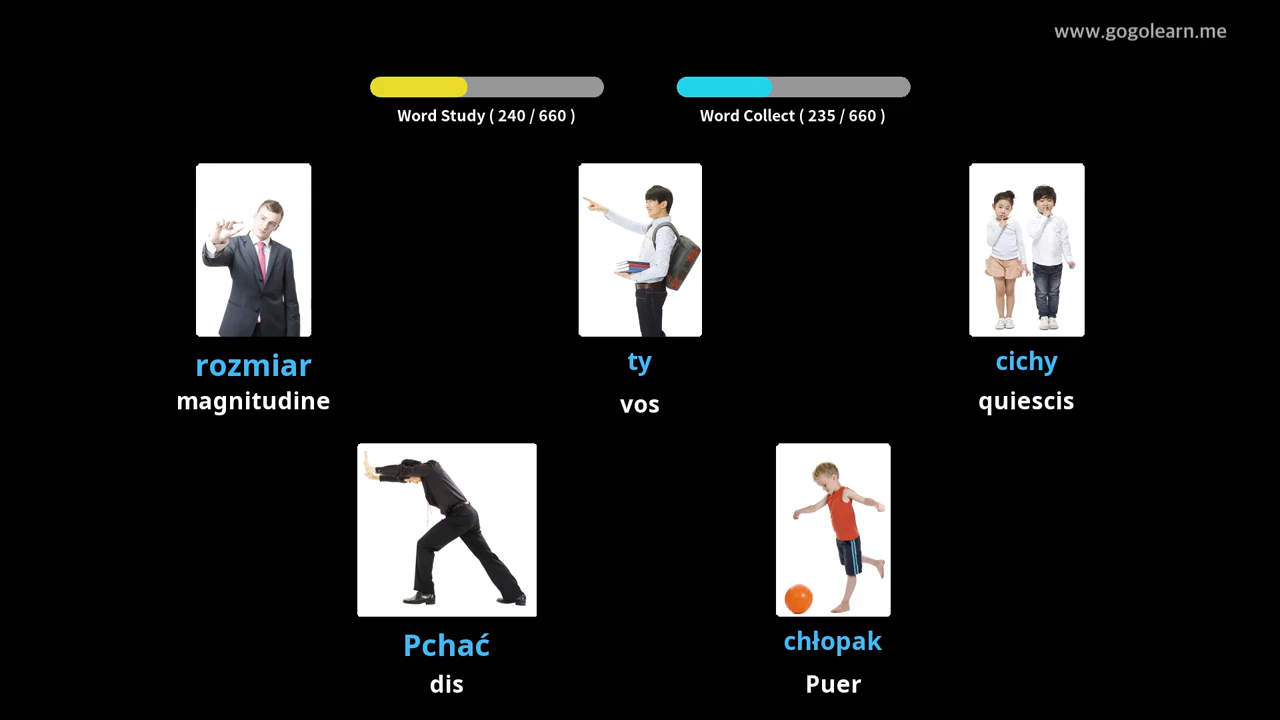 www.gogolearn.me
Word Study ( 240 / 660 )
Word Collect ( 235 / 660 )
rozmiar
magnitudine
ty
vos
cichy
quiescis
Pchać
dis
chłopak
Puer